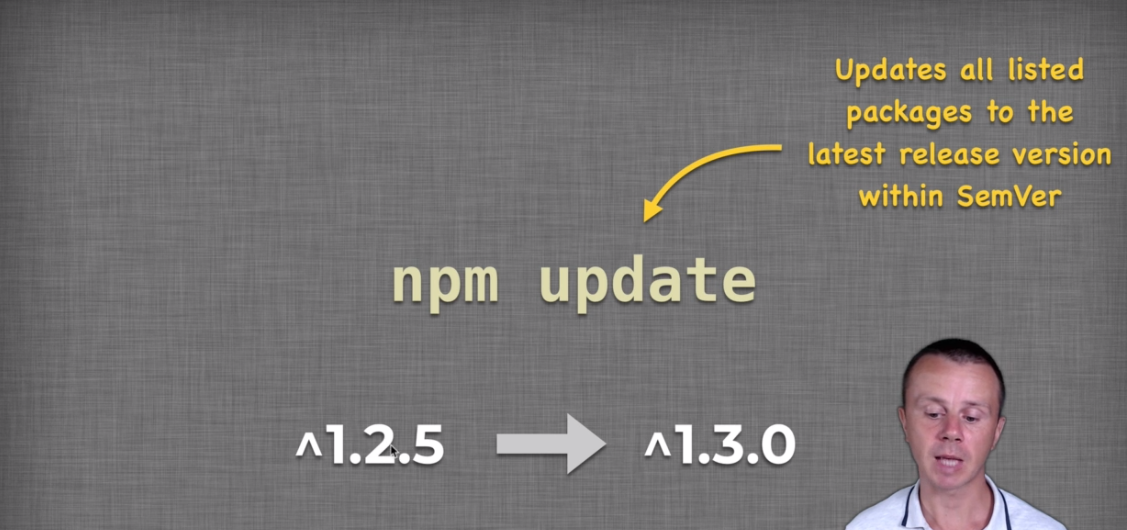 Updates all listed
packages to the
latest release version
within SemVer
npm update
^1.2.5
^1.3.0